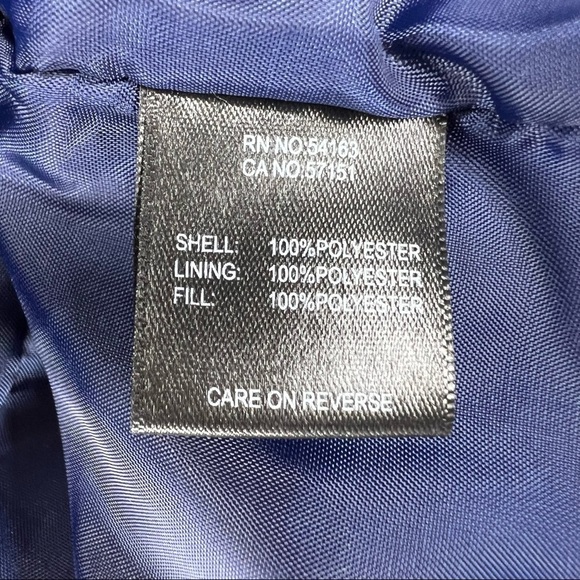 RN NO:54163
CA NO:57151
SHELL: 100%POLYESTER
LINING: 100%POLYESTER
FILL: 100%POLYESTER
CARE ON REVERSE